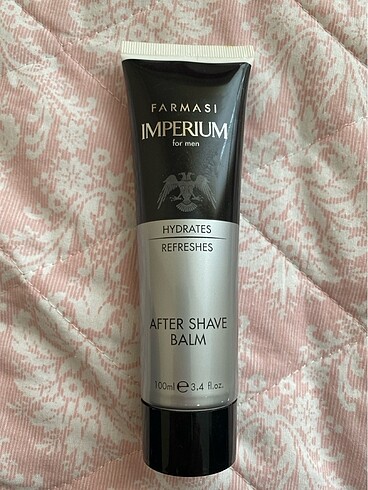 FARMASI
IMPERIUM
for men
HYDRATES
REFRESHES
AFTER SHAVE
BALM
100ml ℮ 3.4 fl.oz.